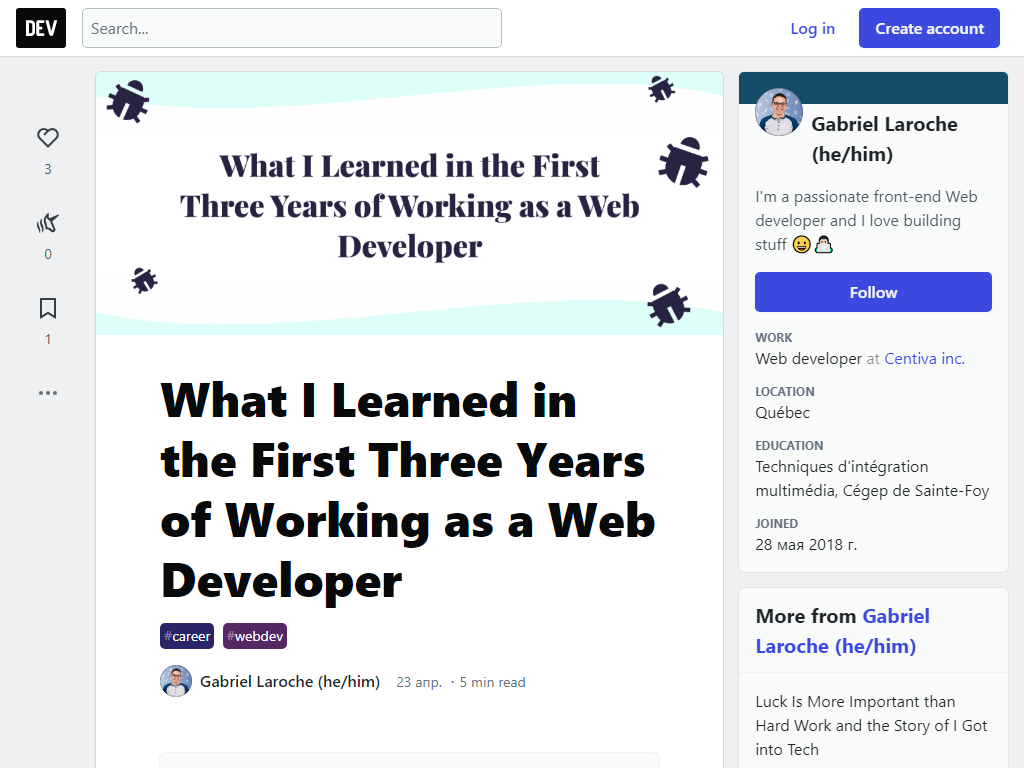 DEV
Search...
Log in
Create account
3
0
1
What I Learned in the First
Three Years of Working as a Web
Developer
What I Learned in
the First Three Years
of Working as a Web
Developer
#career #webdev
Gabriel Laroche (he/him) 23 апр. · 5 min read
Gabriel Laroche
(he/him)
I'm a passionate front-end Web
developer and I love building
stuff 😀👨🏻‍💻
Follow
WORK
Web developer at Centiva inc.
LOCATION
Québec
EDUCATION
Techniques d'intégration
multimédia, Cégep de Sainte-Foy
JOINED
28 мая 2018 г.
More from Gabriel
Laroche (he/him)
Luck Is More Important than
Hard Work and the Story of I Got
into Tech